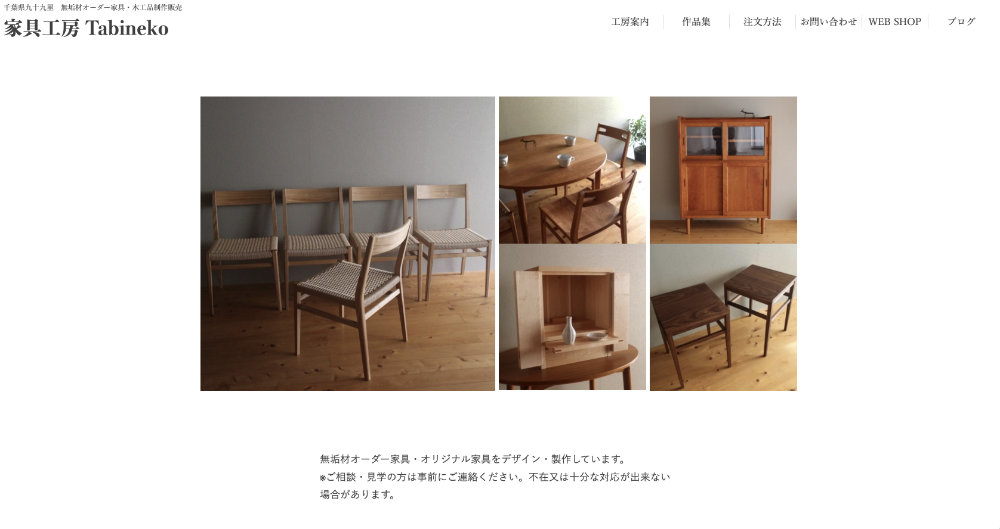 千葉県九十九里　無垢材オーダー家具・木工品制作販売
家具工房 Tabineko
工房案内
作品集
注文方法
お問い合わせ
WEB SHOP
ブログ
無垢材オーダー家具・オリジナル家具をデザイン・製作しています。
※ご相談・見学の方は事前にご連絡ください。不在又は十分な対応が出来ない
場合があります。